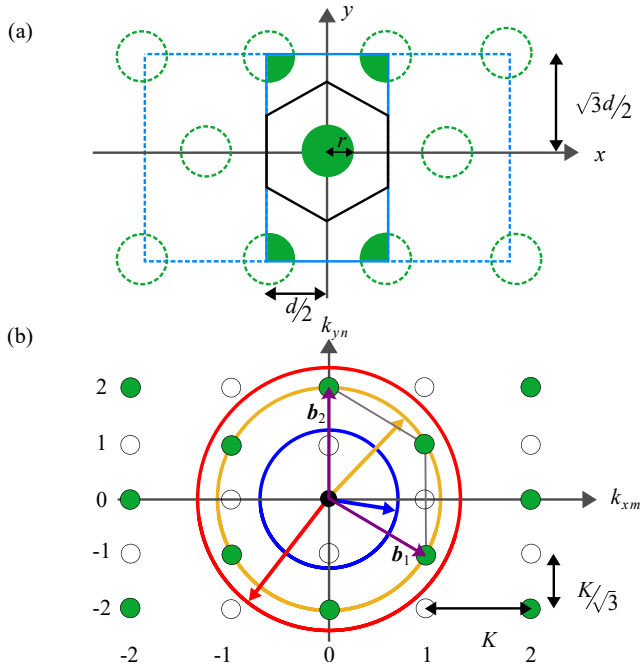 (a)
y
√3d/2
r
x
d/2
(b)
k_yn
2
b₂
1
0
k_xm
-1
b₁
K/√3
-2
K
-2 -1 0 1 2